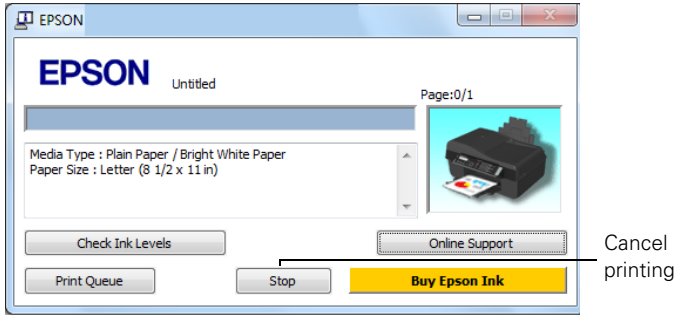 EPSON
EPSON
Untitled
Page:0/1
Media Type : Plain Paper / Bright White Paper
Paper Size : Letter (8 1/2 x 11 in)
Check Ink Levels
Online Support
Print Queue
Stop
Buy Epson Ink
Cancel
printing